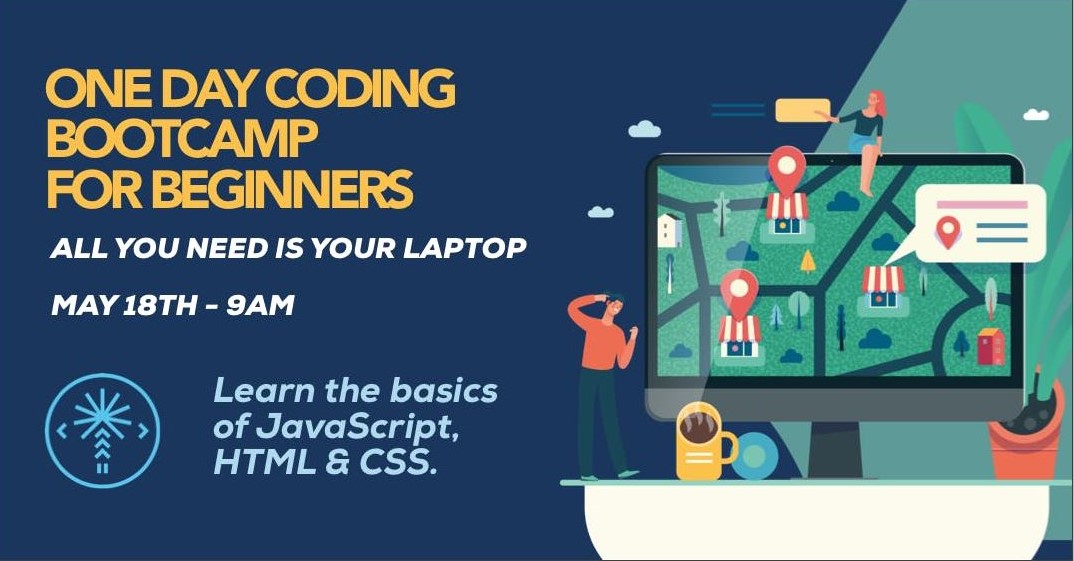 ONE DAY CODING
BOOTCAMP
FOR BEGINNERS
ALL YOU NEED IS YOUR LAPTOP
MAY 18TH - 9AM
Learn the basics
of JavaScript,
HTML & CSS.